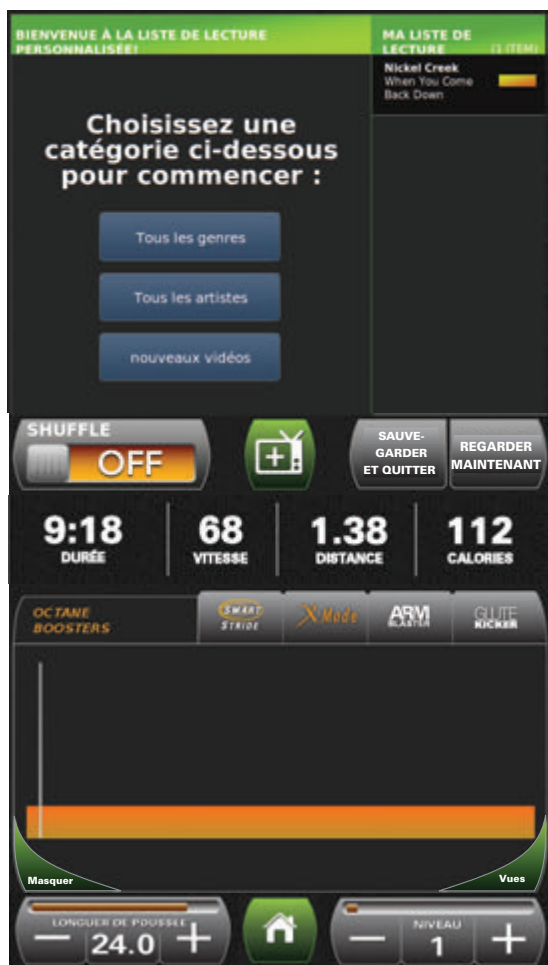 BIENVENUE À LA LISTE DE LECTURE
PERSONNALISÉE!
MA LISTE DE
LECTURE (1 ITEM)
Nickel Creek
When You Come
Back Down
Choisissez une
catégorie ci-dessous
pour commencer :
Tous les genres
Tous les artistes
nouveaux vidéos
SHUFFLE
OFF
SAUVE-
GARDER
ET QUITTER
REGARDER
MAINTENANT
9:18 68 1.38 112
DURÉE VITESSE DISTANCE CALORIES
OCTANE
BOOSTERS
SMART
STRIDE
X-Mode
ARM
BLASTER
GLUTE
KICKER
Masquer Vues
LONGUER DE POUSSLE
24.0
NIVEAU
1